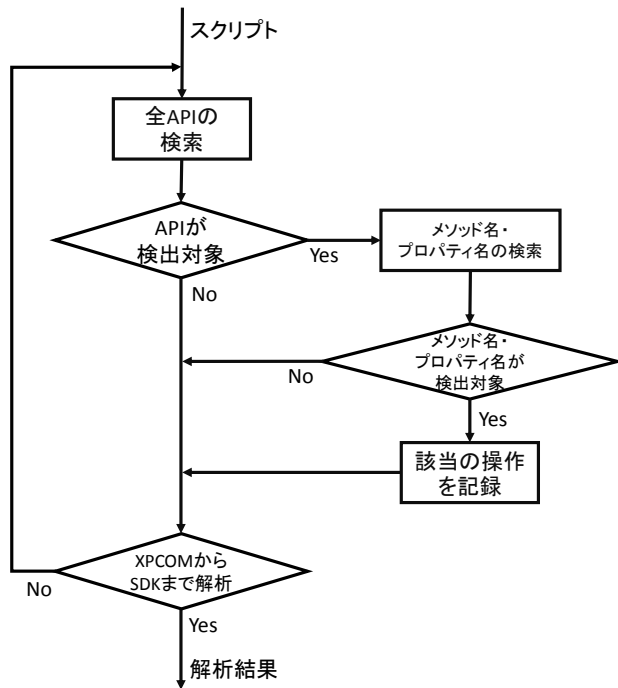 スクリプト
全APIの
検索
APIが
検出対象
Yes
メソッド名・
プロパティ名の検索
No
メソッド名・
プロパティ名が
検出対象
No
Yes
該当の操作
を記録
XPCOMから
SDKまで解析
No
Yes
解析結果